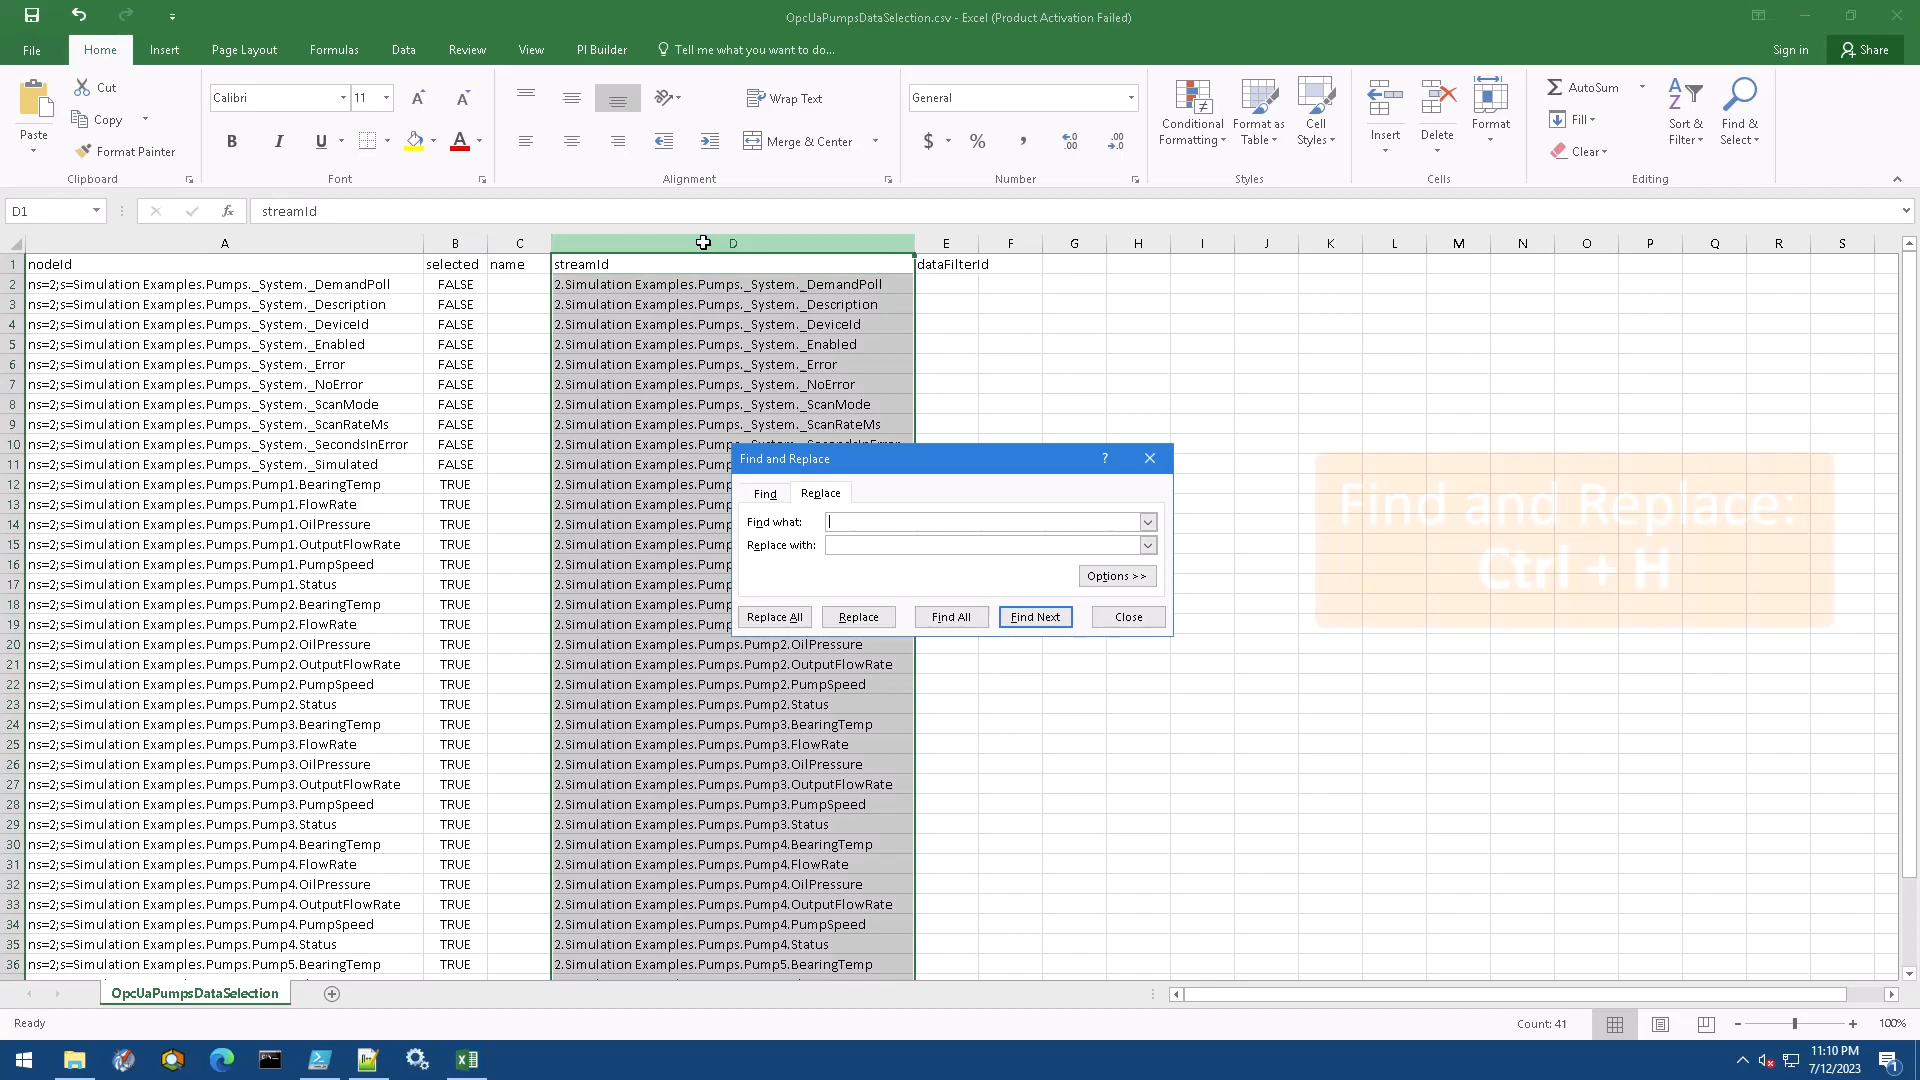 OpcUaPumpsDataSelection.csv - Excel (Product Activation Failed)
File Home Insert Page Layout Formulas Data Review View PI Builder Tell me what you want to do... Sign in Share
Paste
Cut
Copy
Format Painter
Clipboard
Calibri 11
B I U
Font
Wrap Text
Merge & Center
Alignment
General
$ % ,
Number
Conditional Formatting
Format as Table
Cell Styles
Styles
Insert
Delete
Format
Cells
AutoSum
Fill
Clear
Sort & Filter
Find & Select
Editing
D1 fx streamId
A B C D E F G H I J K L M N O P Q R S
1 nodeId selected name streamId dataFilterId
2 ns=2;s=Simulation Examples.Pumps._System._DemandPoll FALSE 2.Simulation Examples.Pumps._System._DemandPoll
3 ns=2;s=Simulation Examples.Pumps._System._Description FALSE 2.Simulation Examples.Pumps._System._Description
4 ns=2;s=Simulation Examples.Pumps._System._DeviceId FALSE 2.Simulation Examples.Pumps._System._DeviceId
5 ns=2;s=Simulation Examples.Pumps._System._Enabled FALSE 2.Simulation Examples.Pumps._System._Enabled
6 ns=2;s=Simulation Examples.Pumps._System._Error FALSE 2.Simulation Examples.Pumps._System._Error
7 ns=2;s=Simulation Examples.Pumps._System._NoError FALSE 2.Simulation Examples.Pumps._System._NoError
8 ns=2;s=Simulation Examples.Pumps._System._ScanMode FALSE 2.Simulation Examples.Pumps._System._ScanMode
9 ns=2;s=Simulation Examples.Pumps._System._ScanRateMs FALSE 2.Simulation Examples.Pumps._System._ScanRateMs
10 ns=2;s=Simulation Examples.Pumps._System._SecondsInError FALSE 2.Simulation Examples.Pumps._System._SecondsInError
11 ns=2;s=Simulation Examples.Pumps._System._Simulated FALSE 2.Simulation Examples.Pump
12 ns=2;s=Simulation Examples.Pumps.Pump1.BearingTemp TRUE 2.Simulation Examples.Pump
13 ns=2;s=Simulation Examples.Pumps.Pump1.FlowRate TRUE 2.Simulation Examples.Pump
14 ns=2;s=Simulation Examples.Pumps.Pump1.OilPressure TRUE 2.Simulation Examples.Pump
15 ns=2;s=Simulation Examples.Pumps.Pump1.OutputFlowRate TRUE 2.Simulation Examples.Pump
16 ns=2;s=Simulation Examples.Pumps.Pump1.PumpSpeed TRUE 2.Simulation Examples.Pump
17 ns=2;s=Simulation Examples.Pumps.Pump1.Status TRUE 2.Simulation Examples.Pump
18 ns=2;s=Simulation Examples.Pumps.Pump2.BearingTemp TRUE 2.Simulation Examples.Pump
19 ns=2;s=Simulation Examples.Pumps.Pump2.FlowRate TRUE 2.Simulation Examples.Pump
20 ns=2;s=Simulation Examples.Pumps.Pump2.OilPressure TRUE 2.Simulation Examples.Pumps.Pump2.OilPressure
21 ns=2;s=Simulation Examples.Pumps.Pump2.OutputFlowRate TRUE 2.Simulation Examples.Pumps.Pump2.OutputFlowRate
22 ns=2;s=Simulation Examples.Pumps.Pump2.PumpSpeed TRUE 2.Simulation Examples.Pumps.Pump2.PumpSpeed
23 ns=2;s=Simulation Examples.Pumps.Pump2.Status TRUE 2.Simulation Examples.Pumps.Pump2.Status
24 ns=2;s=Simulation Examples.Pumps.Pump3.BearingTemp TRUE 2.Simulation Examples.Pumps.Pump3.BearingTemp
25 ns=2;s=Simulation Examples.Pumps.Pump3.FlowRate TRUE 2.Simulation Examples.Pumps.Pump3.FlowRate
26 ns=2;s=Simulation Examples.Pumps.Pump3.OilPressure TRUE 2.Simulation Examples.Pumps.Pump3.OilPressure
27 ns=2;s=Simulation Examples.Pumps.Pump3.OutputFlowRate TRUE 2.Simulation Examples.Pumps.Pump3.OutputFlowRate
28 ns=2;s=Simulation Examples.Pumps.Pump3.PumpSpeed TRUE 2.Simulation Examples.Pumps.Pump3.PumpSpeed
29 ns=2;s=Simulation Examples.Pumps.Pump3.Status TRUE 2.Simulation Examples.Pumps.Pump3.Status
30 ns=2;s=Simulation Examples.Pumps.Pump4.BearingTemp TRUE 2.Simulation Examples.Pumps.Pump4.BearingTemp
31 ns=2;s=Simulation Examples.Pumps.Pump4.FlowRate TRUE 2.Simulation Examples.Pumps.Pump4.FlowRate
32 ns=2;s=Simulation Examples.Pumps.Pump4.OilPressure TRUE 2.Simulation Examples.Pumps.Pump4.OilPressure
33 ns=2;s=Simulation Examples.Pumps.Pump4.OutputFlowRate TRUE 2.Simulation Examples.Pumps.Pump4.OutputFlowRate
34 ns=2;s=Simulation Examples.Pumps.Pump4.PumpSpeed TRUE 2.Simulation Examples.Pumps.Pump4.PumpSpeed
35 ns=2;s=Simulation Examples.Pumps.Pump4.Status TRUE 2.Simulation Examples.Pumps.Pump4.Status
36 ns=2;s=Simulation Examples.Pumps.Pump5.BearingTemp TRUE 2.Simulation Examples.Pumps.Pump5.BearingTemp
Find and Replace ?
Find Replace
Find what:
Replace with:
Options >>
Replace All Replace Find All Find Next Close
Find and Replace:
Ctrl + H
OpcUaPumpsDataSelection
Ready Count: 41 100%
11:10 PM
7/12/2023
1